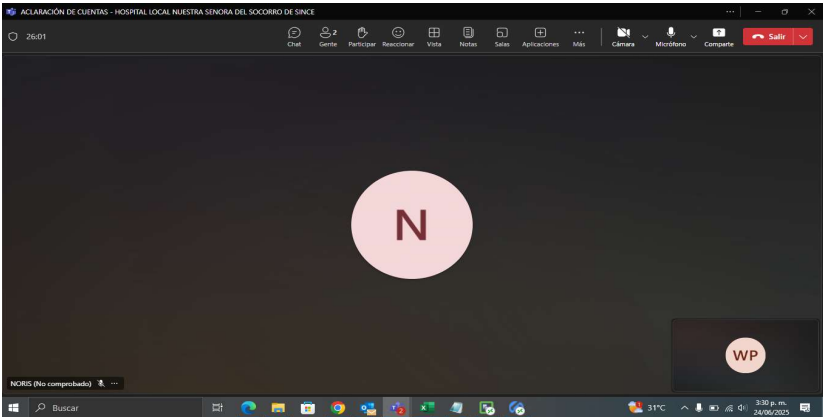 ACLARACIÓN DE CUENTAS - HOSPITAL LOCAL NUESTRA SENORA DEL SOCORRO DE SINCE
26:01
2
Chat Gente Participar Reaccionar Vista Notas Salas Aplicaciones Más Cámara Micrófono Comparte Salir
N
WP
NORIS (No comprobado)
Buscar
31°C
3:30 p. m.
24/06/2025